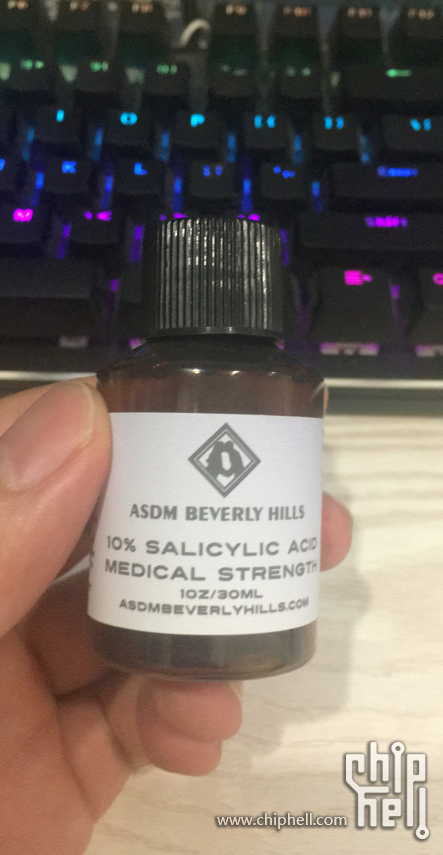 I O P
K L
M
ASDM BEVERLY HILLS
10% SALICYLIC ACID
MEDICAL STRENGTH
1OZ/30ML
ASDMBEVERLYHILLS.COM
chip
hell
www.chiphell.com